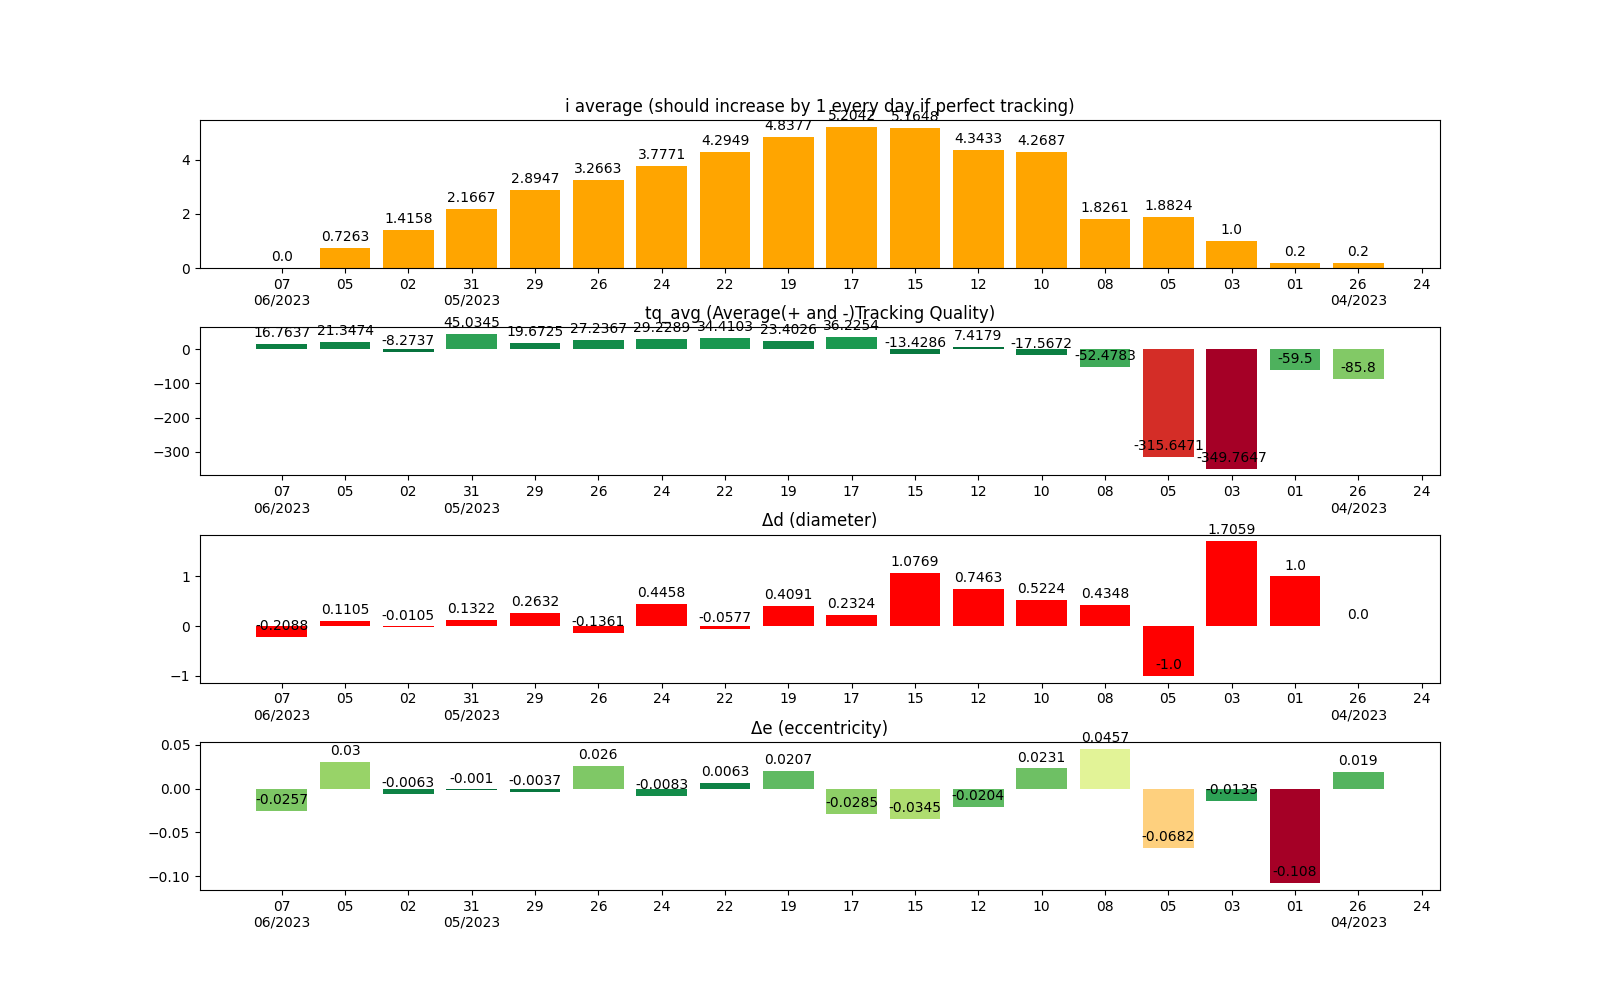 i average (should increase by 1 every day if perfect tracking)
0.0 0.7263 1.4158 2.1667 2.8947 3.2663 3.7771 4.2949 4.8377 5.2042 5.1648 4.3433 4.2687 1.8261 1.8824 1.0 0.2 0.2
4
2
0
07 05 02 31 29 26 24 22 19 17 15 12 10 08 05 03 01 26 24
06/2023 05/2023 04/2023
tq_avg (Average(+ and -)Tracking Quality)
16.7637 21.3474 -8.2737 45.0345 19.6725 27.2367 29.2289 34.4103 23.4026 36.2254 -13.4286 7.4179 -17.5672 -52.4783 -315.6471 -349.7647 -59.5 -85.8
0
−100
−200
−300
07 05 02 31 29 26 24 22 19 17 15 12 10 08 05 03 01 26 24
06/2023 05/2023 04/2023
Δd (diameter)
-0.2088 0.1105 -0.0105 0.1322 0.2632 -0.1361 0.4458 -0.0577 0.4091 0.2324 1.0769 0.7463 0.5224 0.4348 -1.0 1.7059 1.0 0.0
1
0
−1
07 05 02 31 29 26 24 22 19 17 15 12 10 08 05 03 01 26 24
06/2023 05/2023 04/2023
Δe (eccentricity)
-0.0257 0.03 -0.0063 -0.001 -0.0037 0.026 -0.0083 0.0063 0.0207 -0.0285 -0.0345 -0.0204 0.0231 0.0457 -0.0682 -0.0135 -0.108 0.019
0.05
0.00
−0.05
−0.10
07 05 02 31 29 26 24 22 19 17 15 12 10 08 05 03 01 26 24
06/2023 05/2023 04/2023